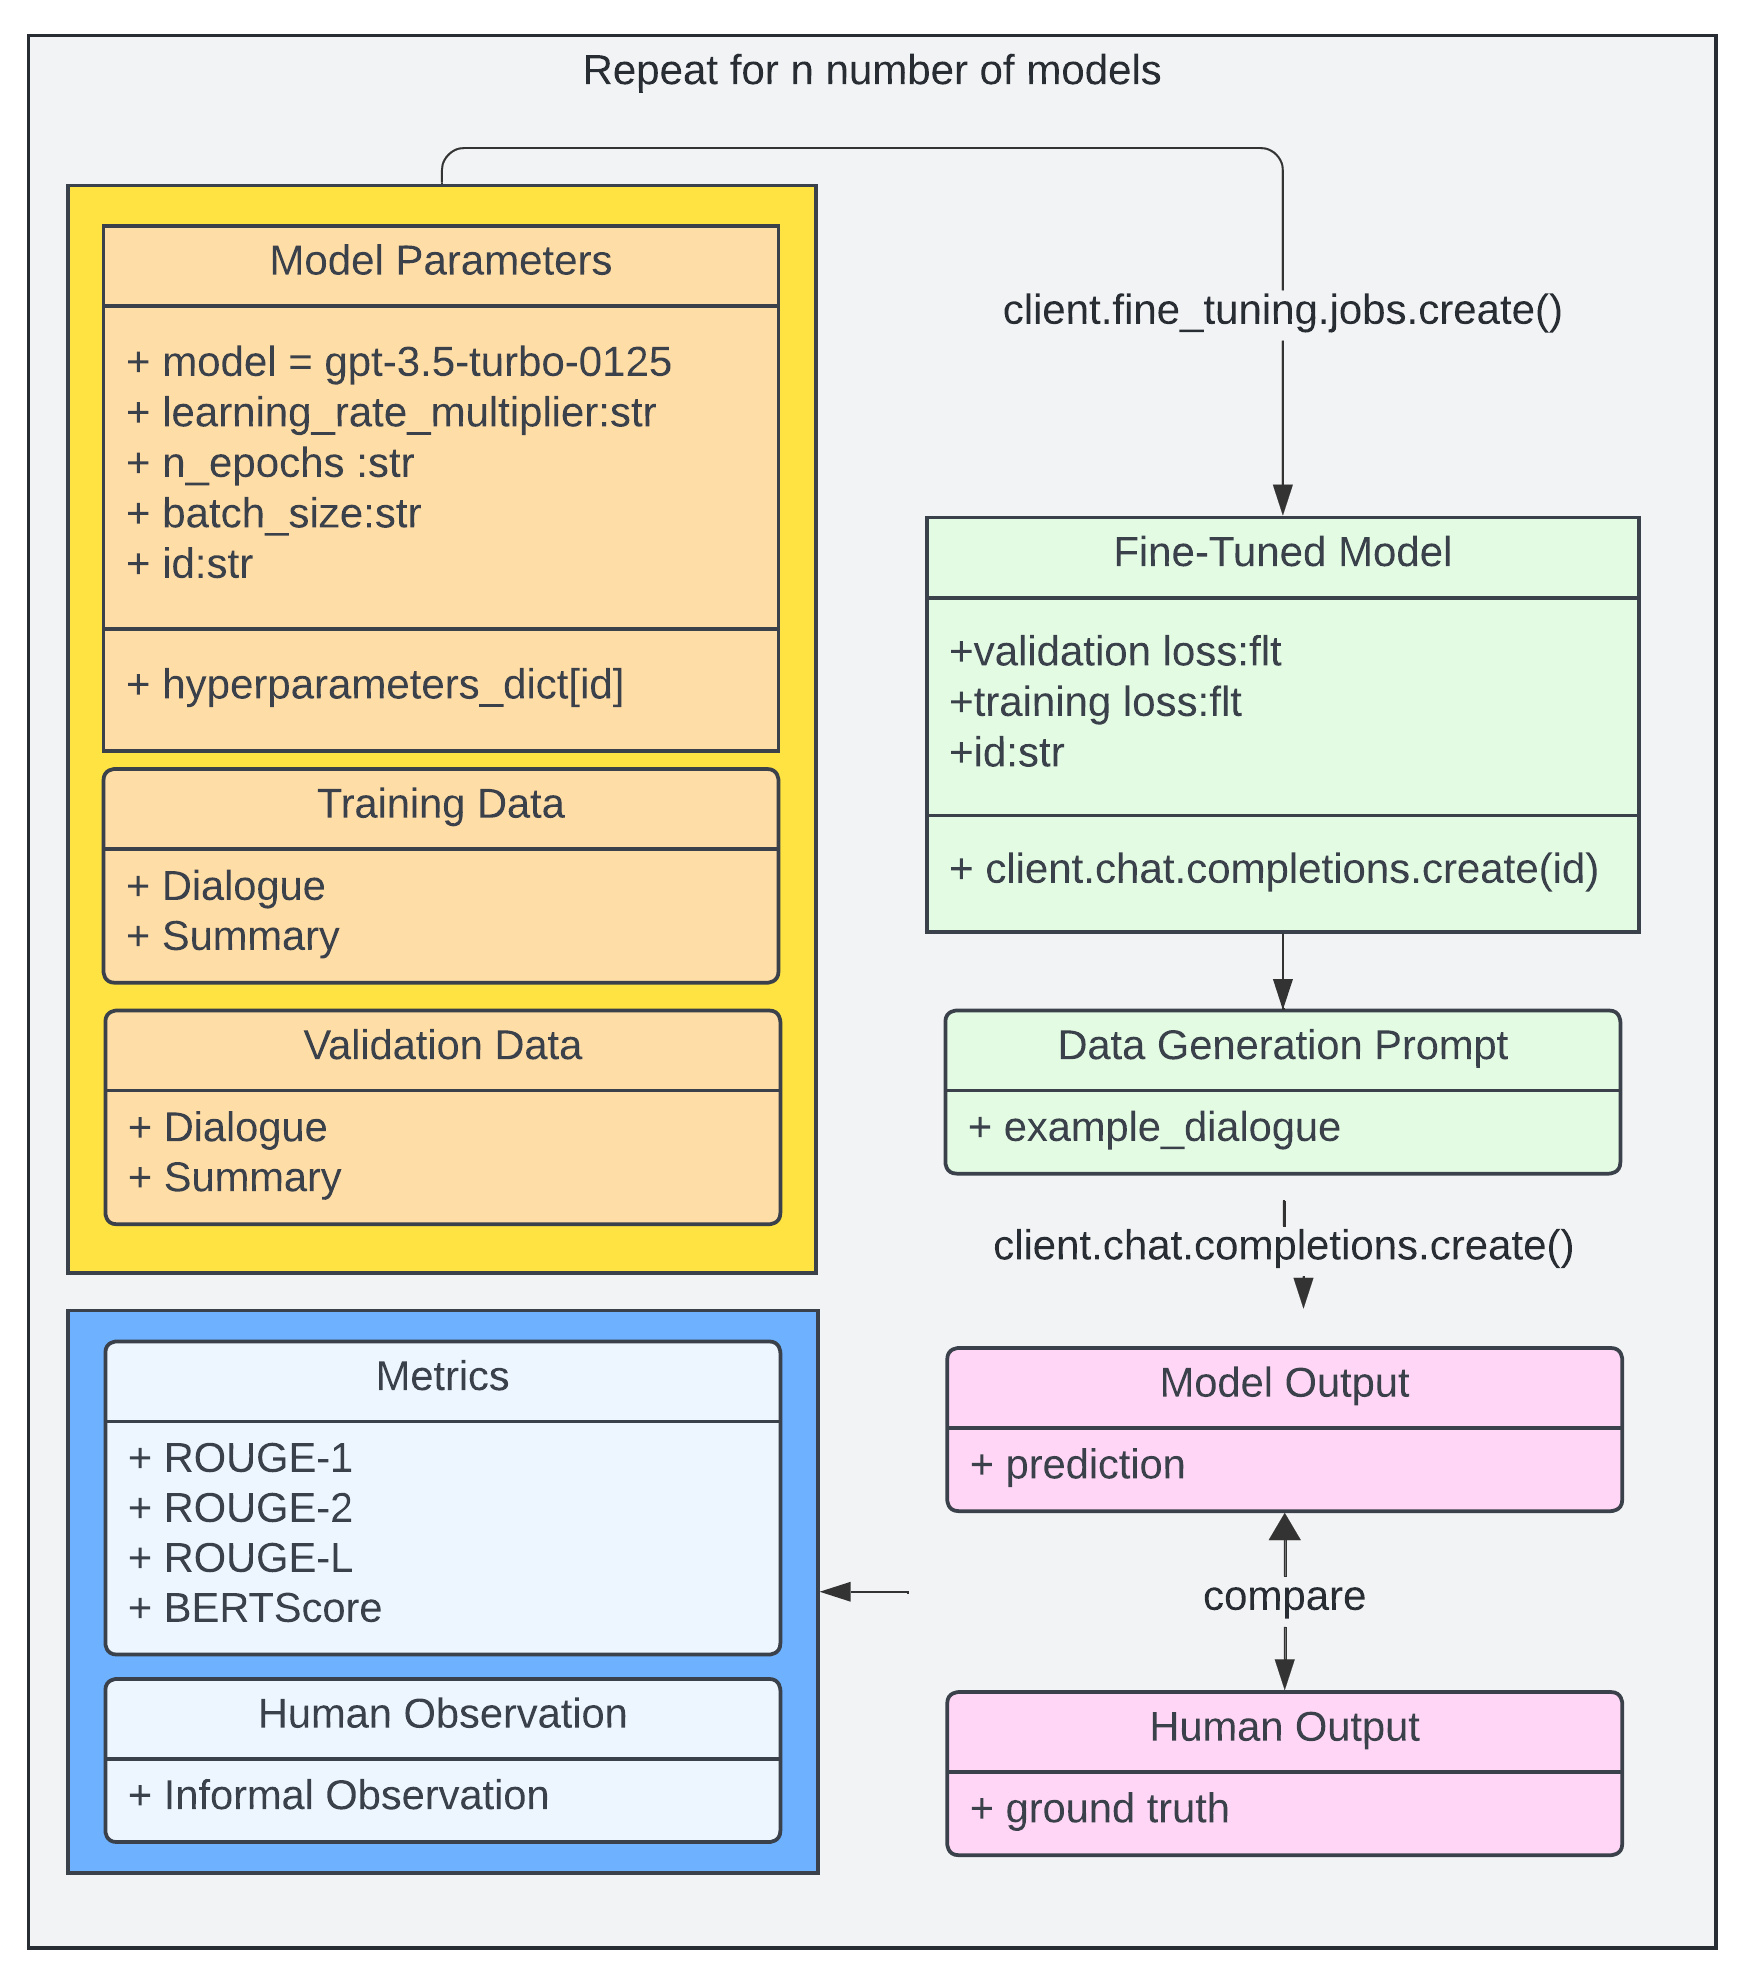 Repeat for n number of models
Model Parameters
+ model = gpt-3.5-turbo-0125
+ learning_rate_multiplier:str
+ n_epochs :str
+ batch_size:str
+ id:str
+ hyperparameters_dict[id]
Training Data
+ Dialogue
+ Summary
Validation Data
+ Dialogue
+ Summary
client.fine_tuning.jobs.create()
Fine-Tuned Model
+validation loss:flt
+training loss:flt
+id:str
+ client.chat.completions.create(id)
Data Generation Prompt
+ example_dialogue
client.chat.completions.create()
Model Output
+ prediction
compare
Human Output
+ ground truth
Metrics
+ ROUGE-1
+ ROUGE-2
+ ROUGE-L
+ BERTScore
Human Observation
+ Informal Observation